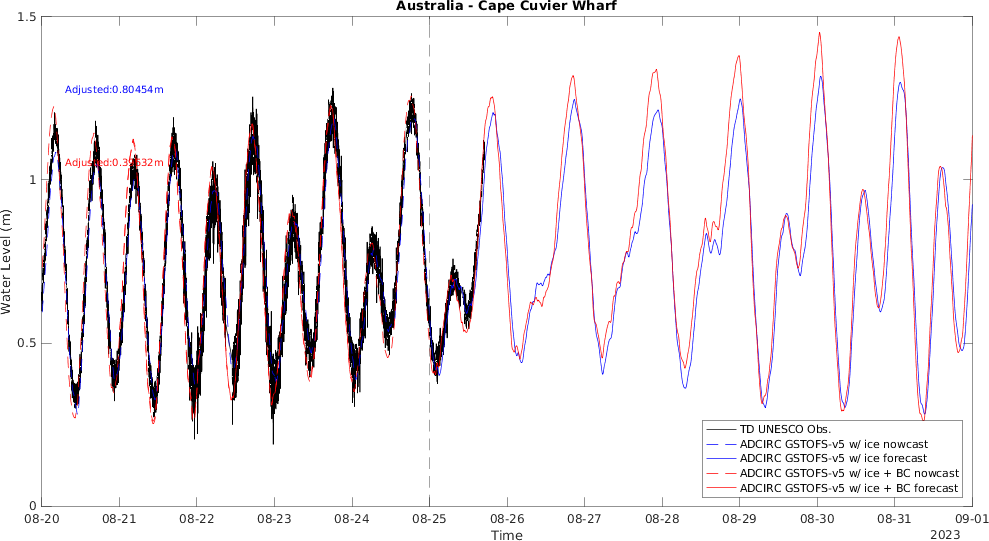 Australia - Cape Cuvier Wharf
1.5
1
0.5
0
Water Level (m)
Adjusted:0.80454m
08-20
08-21
08-22
08-23
08-24
08-25
08-26
08-27
08-28
08-29
08-30
08-31
09-01
Time
2023
TD UNESCO Obs.
ADCIRC GSTOFS-v5 w/ ice nowcast
ADCIRC GSTOFS-v5 w/ ice forecast
ADCIRC GSTOFS-v5 w/ ice + BC nowcast
ADCIRC GSTOFS-v5 w/ ice + BC forecast